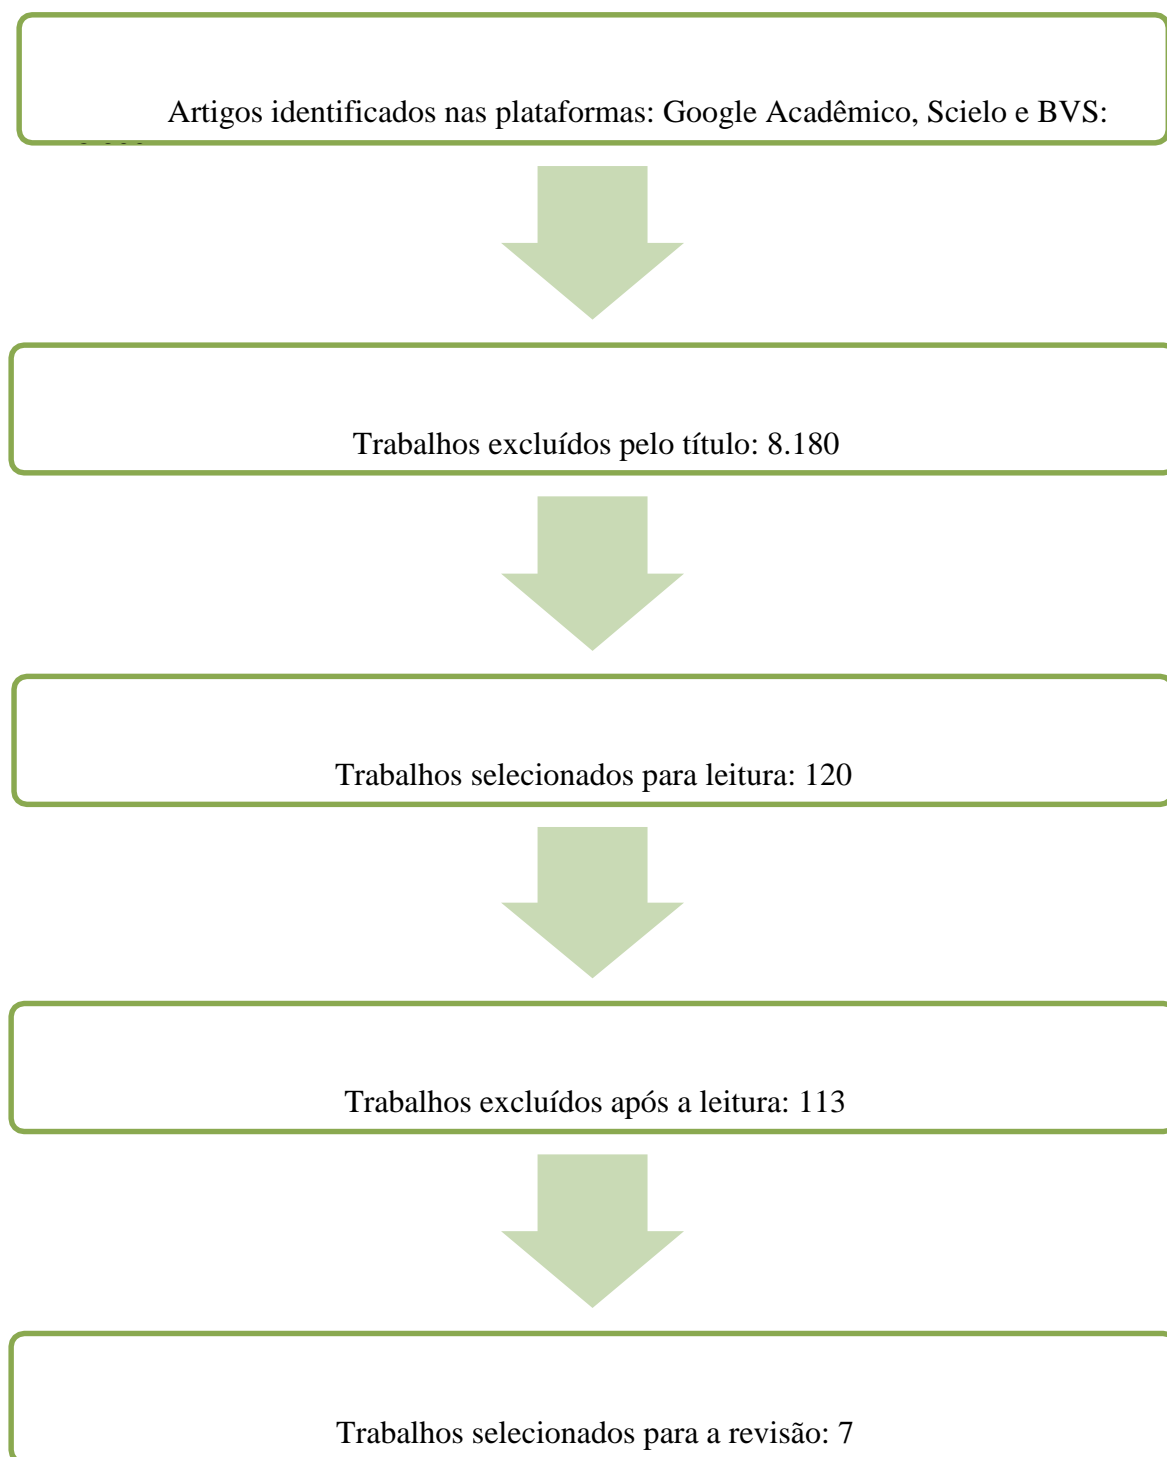 Artigos identificados nas plataformas: Google Acadêmico, Scielo e BVS:
Trabalhos excluídos pelo título: 8.180
Trabalhos selecionados para leitura: 120
Trabalhos excluídos após a leitura: 113
Trabalhos selecionados para a revisão: 7